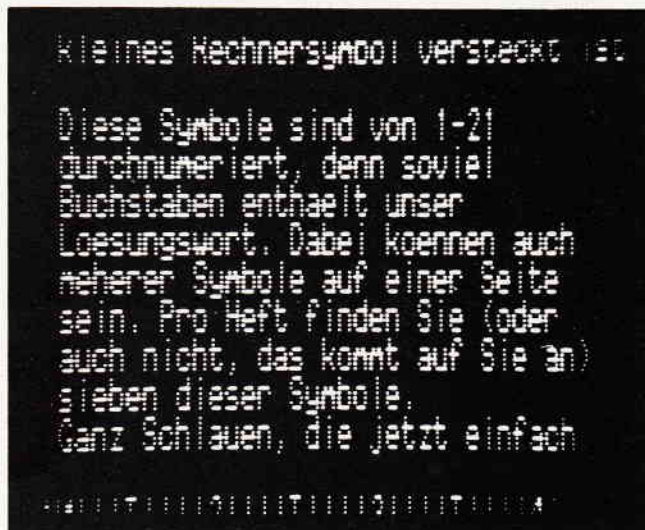 kleines Rechnersymbol versteckt ist
Diese Symbole sind von 1-21
durchnumeriert, denn soviel
Buchstaben enthaelt unser
Loesungswort. Dabei koennen auch
meherer Symbole auf einer Seite
sein. Pro Heft finden Sie (oder
auch nicht, das kommt auf Sie an)
sieben dieser Symbole.
Ganz Schlauen, die jetzt einfach